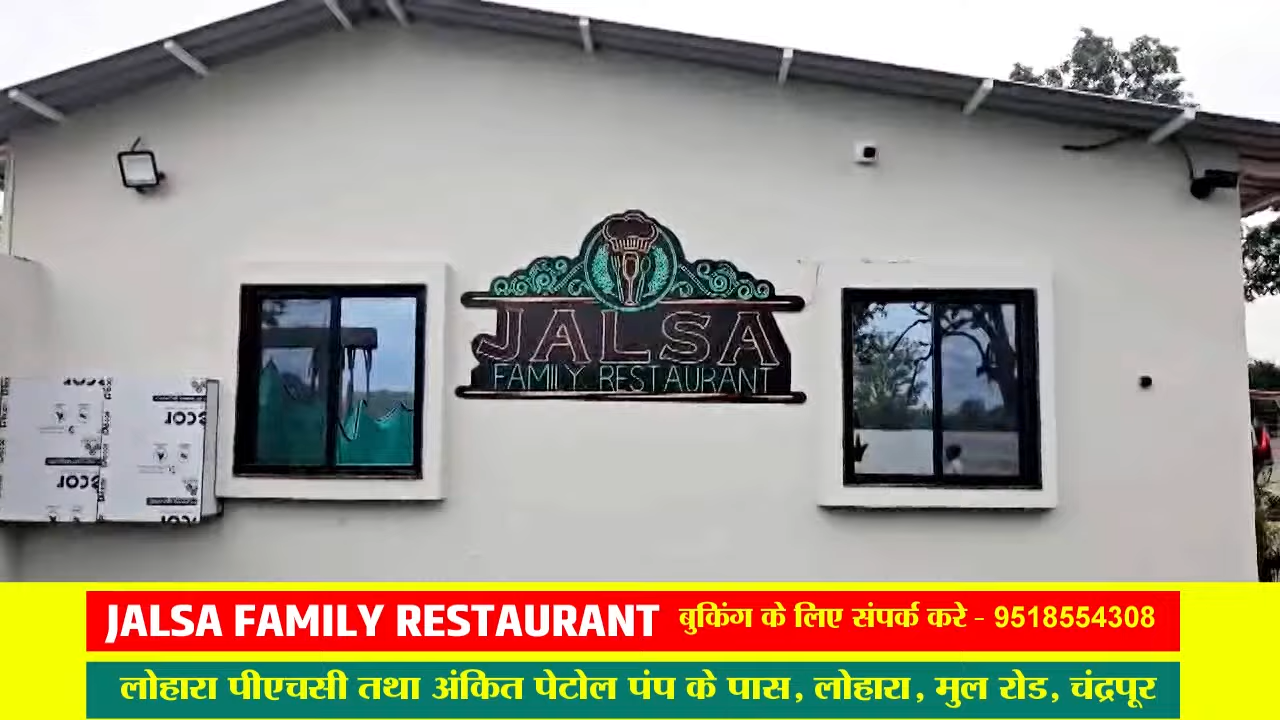 JALSA
FAMILY RESTAURANT
JALSA FAMILY RESTAURANT बुकिंग के लिए संपर्क करे - 9518554308
लोहारा पीएचसी तथा अंकित पेटोल पंप के पास, लोहारा, मुल रोड, चंद्रपूर